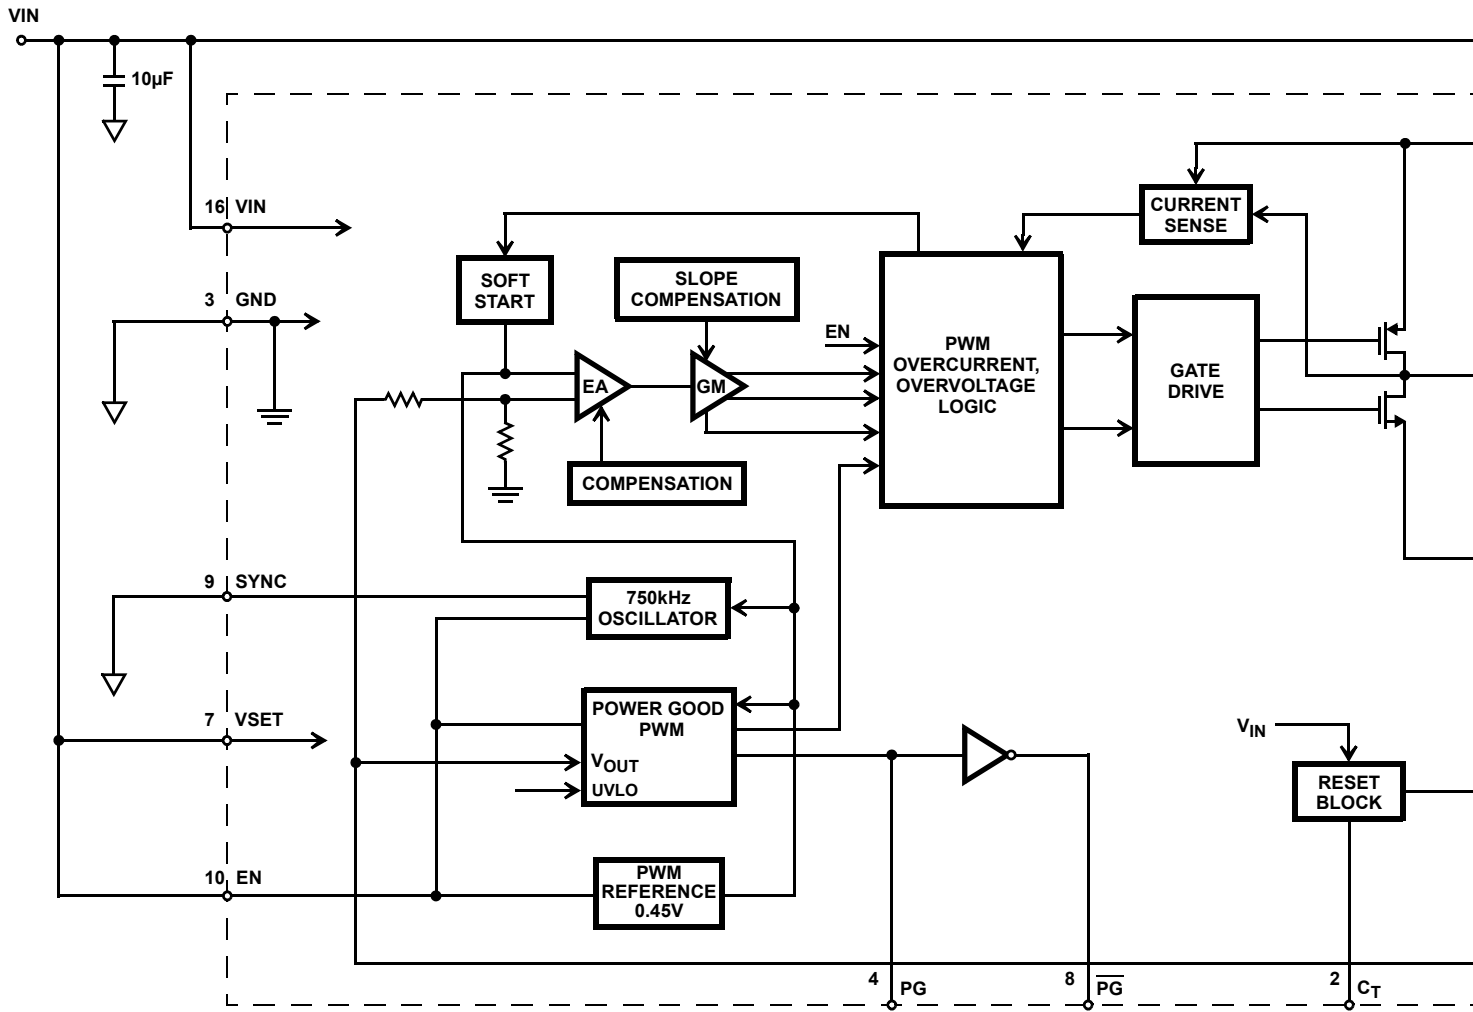 VIN
10µF
16 VIN
CURRENT
SENSE
SOFT
START
SLOPE
COMPENSATION
3 GND
EN
PWM
OVERCURRENT,
OVERVOLTAGE
LOGIC
GATE
DRIVE
EA
GM
COMPENSATION
9 SYNC
750kHz
OSCILLATOR
7 VSET
POWER GOOD
PWM
VOUT
UVLO
VIN
RESET
BLOCK
10 EN
PWM
REFERENCE
0.45V
4 PG
8 P̅G̅
2 CT